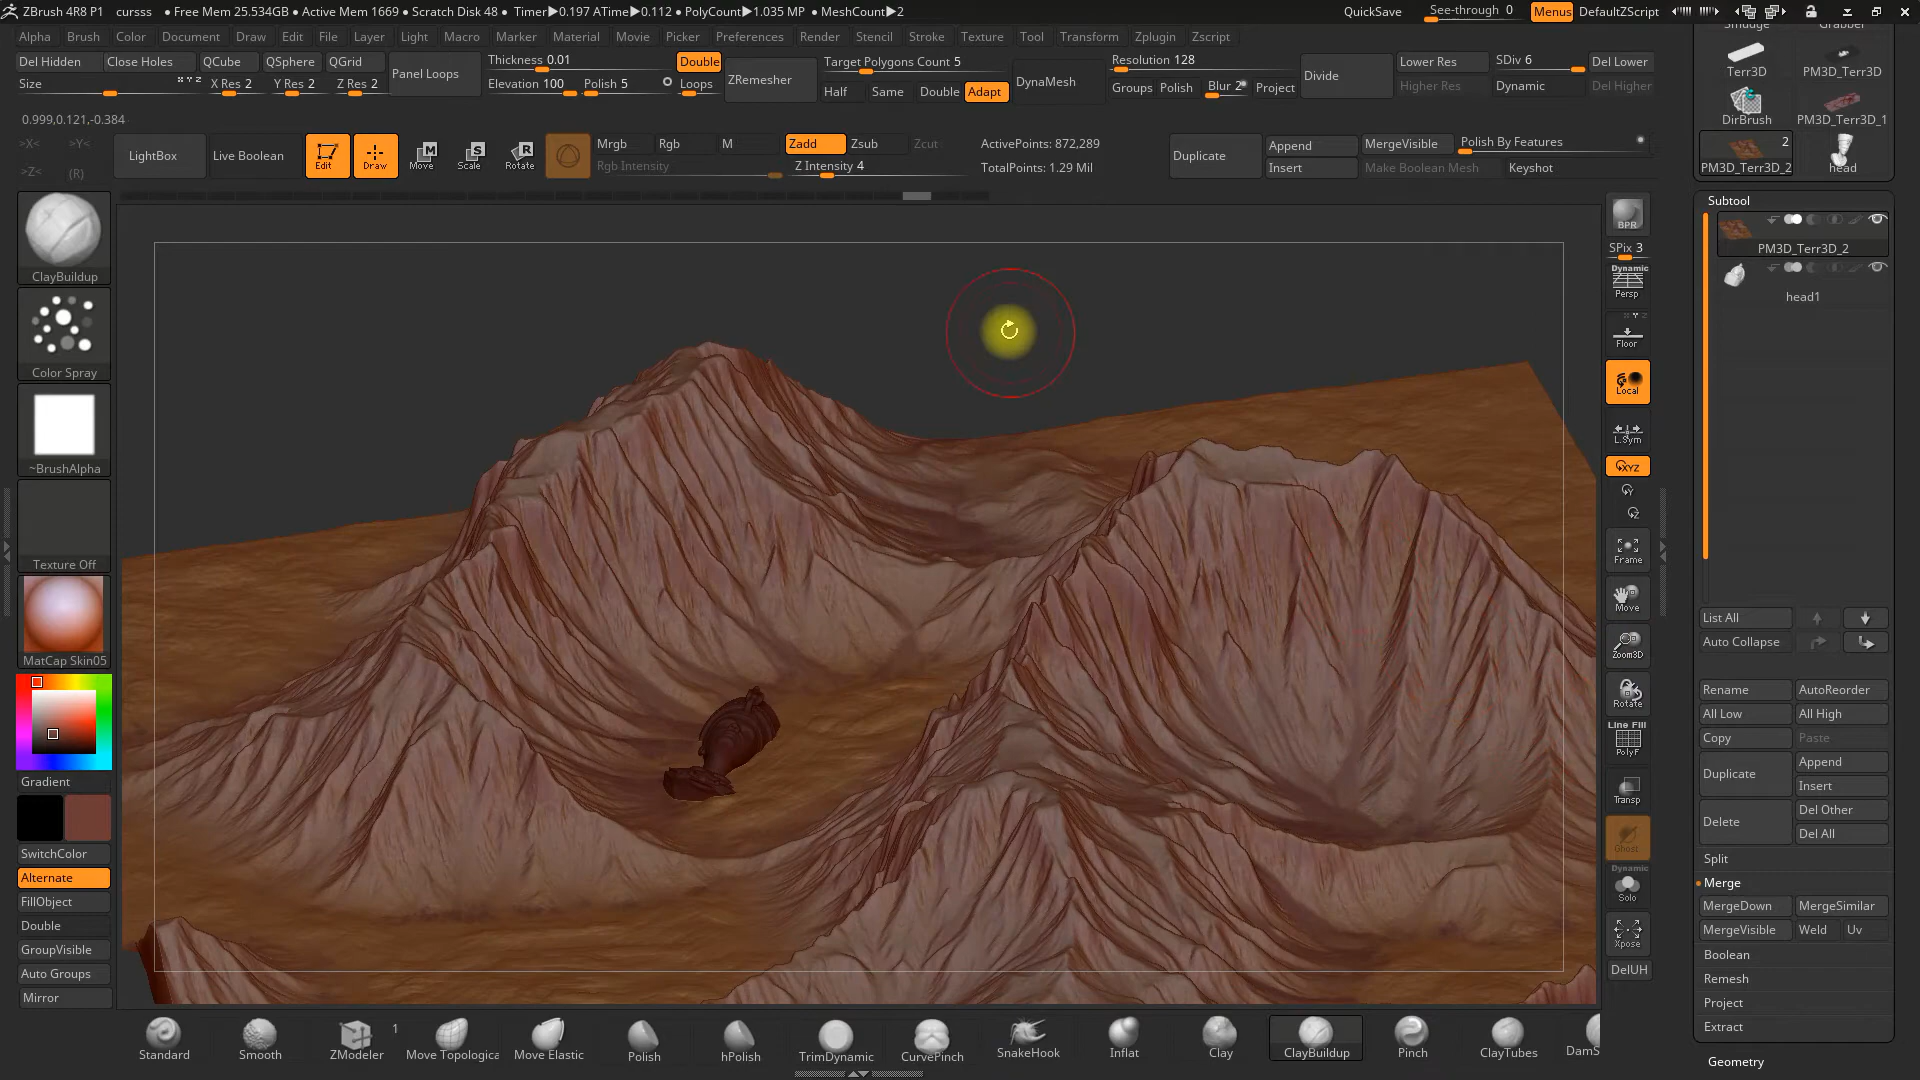 ZBrush 4R8 P1 cursss ● Free Mem 25.534GB ● Active Mem 1669 ● Scratch Disk 48 ● Timer▶0.197 ATime▶0.112 ● PolyCount▶1.035 MP ● MeshCount▶2 QuickSave See-through 0 Menus DefaultZScript
Alpha Brush Color Document Draw Edit File Layer Light Macro Marker Material Movie Picker Preferences Render Stencil Stroke Texture Tool Transform Zplugin Zscript
Del Hidden Close Holes QCube QSphere QGrid Panel Loops Thickness 0.01 Double ZRemesher Target Polygons Count 5 DynaMesh Resolution 128 Divide Lower Res SDiv 6 Del Lower
Size X Res 2 Y Res 2 Z Res 2 Elevation 100 Polish 5 Loops Half Same Double Adapt Groups Polish Blur 2 Project Higher Res Dynamic Del Higher
0.999,0.121,-0.384
>X< >Y< LightBox Live Boolean Edit Draw Move Scale Rotate Mrgb Rgb M Zadd Zsub Zcut ActivePoints: 872,289 Duplicate Append MergeVisible Polish By Features
>Z< (R) Rgb Intensity Z Intensity 4 TotalPoints: 1.29 Mil Insert Make Boolean Mesh Keyshot
Smudge Grabber
Terr3D PM3D_Terr3D
DirBrush PM3D_Terr3D_1
2
PM3D_Terr3D_2 head
ClayBuildup
Color Spray
~BrushAlpha
Texture Off
MatCap Skin05
Gradient
SwitchColor
Alternate
FillObject
Double
GroupVisible
Auto Groups
Mirror
BPR
SPix 3
Dynamic
Persp
Floor
Local
L.Sym
XYZ
Y
Z
Frame
Move
Zoom3D
Rotate
Line Fill
PolyF
Transp
Ghost
Dynamic
Solo
Xpose
DelUH
Subtool
PM3D_Terr3D_2
head1
List All
Auto Collapse
Rename AutoReorder
All Low All High
Copy Paste
Duplicate Append
Insert
Delete Del Other
Del All
Split
Merge
MergeDown MergeSimilar
MergeVisible Weld Uv
Boolean
Remesh
Project
Extract
Geometry
1
Standard Smooth ZModeler Move Topologica Move Elastic Polish hPolish TrimDynamic CurvePinch SnakeHook Inflat Clay ClayBuildup Pinch ClayTubes DamS